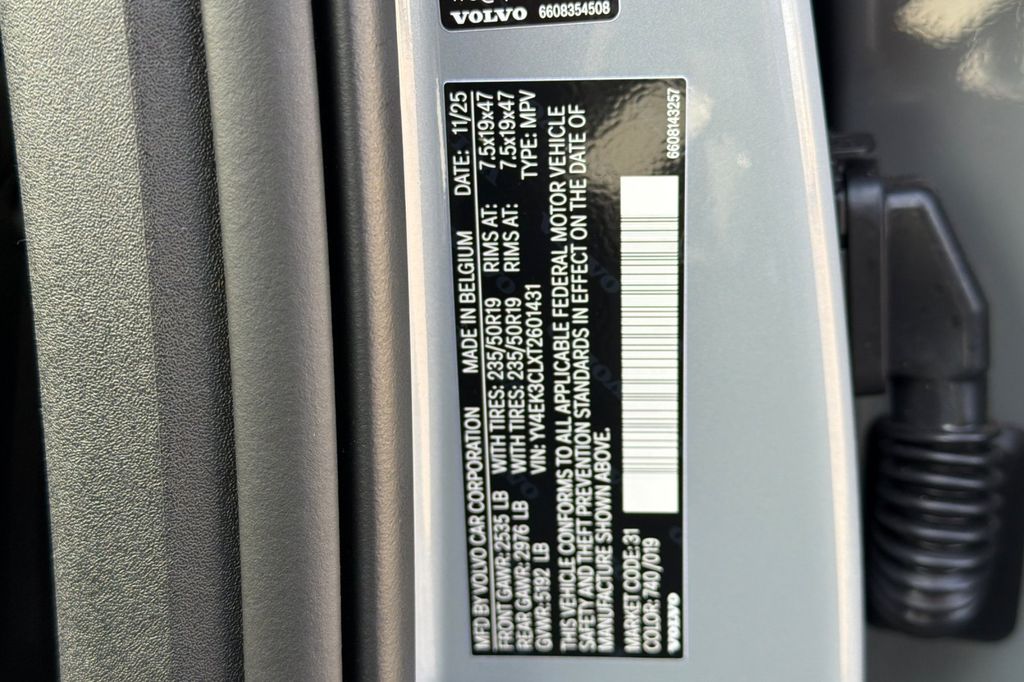 VOLVO 6608354508
MFD BY VOLVO CAR CORPORATION MADE IN BELGIUM DATE: 11/25
FRONT GAWR: 2535 LB WITH TIRES: 235/50R19 RIMS AT: 7.5x19x47
REAR GAWR: 2976 LB WITH TIRES: 235/50R19 RIMS AT: 7.5x19x47
GVWR: 5192 LB VIN: YV4EK3CLXT2601431 TYPE: MPV
THIS VEHICLE CONFORMS TO ALL APPLICABLE FEDERAL MOTOR VEHICLE
SAFETY AND THEFT PREVENTION STANDARDS IN EFFECT ON THE DATE OF
MANUFACTURE SHOWN ABOVE.
MARKET CODE: 31
COLOR: 740/019
VOLVO 6608143257